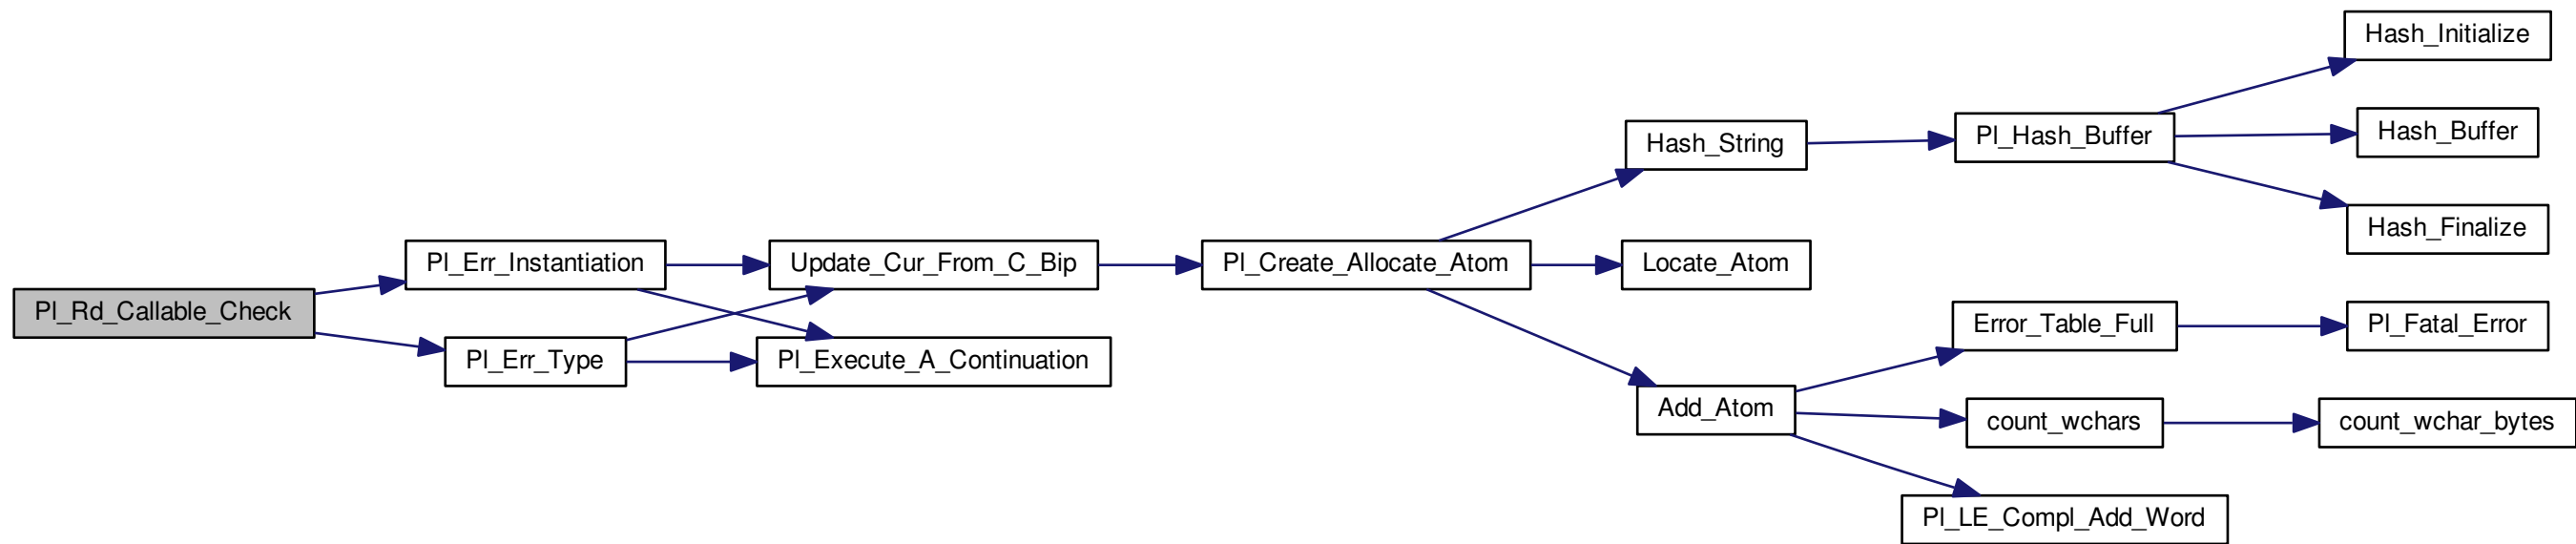 Pl_Rd_Callable_Check
Pl_Err_Instantiation
Pl_Err_Type
Update_Cur_From_C_Bip
Pl_Execute_A_Continuation
Pl_Create_Allocate_Atom
Hash_String
Locate_Atom
Add_Atom
Pl_Hash_Buffer
Error_Table_Full
count_wchars
Pl_LE_Compl_Add_Word
Hash_Initialize
Hash_Buffer
Hash_Finalize
Pl_Fatal_Error
count_wchar_bytes